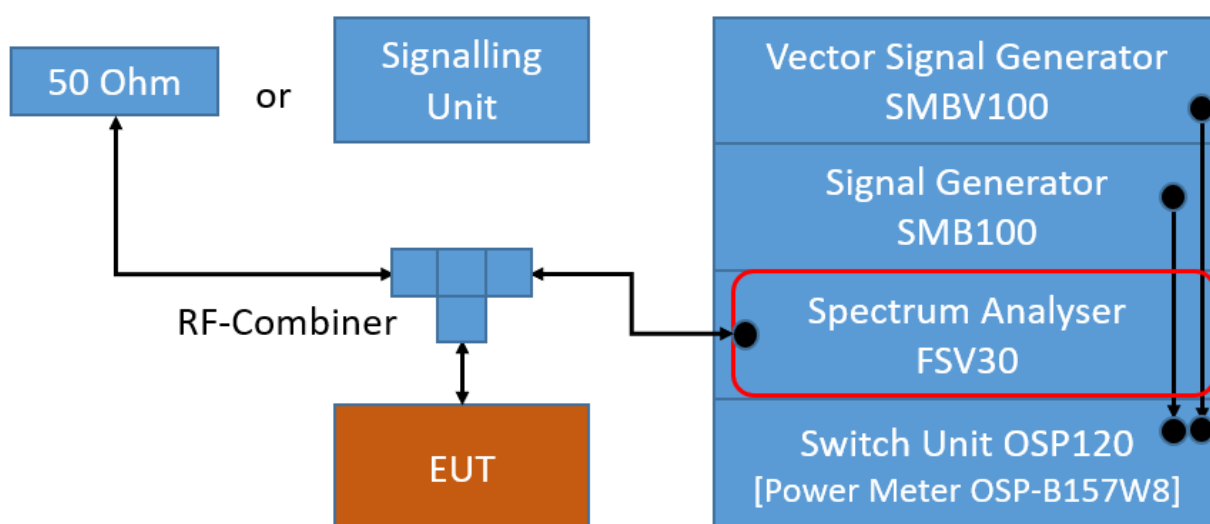 50 Ohm
or
Signalling
Unit
Vector Signal Generator
SMBV100
Signal Generator
SMB100
RF-Combiner
Spectrum Analyser
FSV30
EUT
Switch Unit OSP120
[Power Meter OSP-B157W8]